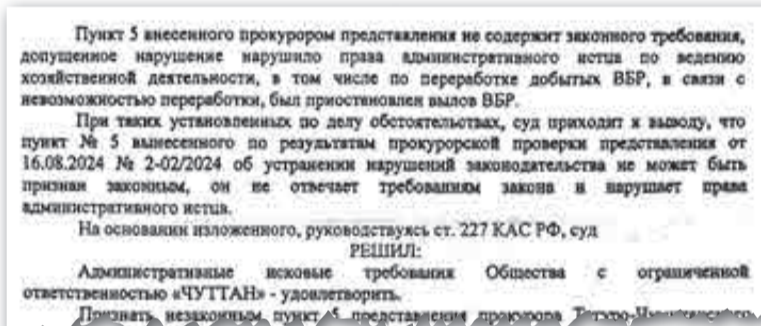 Пункт 5 внесенного прокурором представления не содержит законного требования,
допущенное нарушение нарушило права административного истца по ведению
хозяйственной деятельности, в том числе по переработке добытых ВБР, в связи с
невозможностью переработки, был приостановлен вылов ВБР.
При таких установленных по делу обстоятельствах, суд приходит к выводу, что
пункт № 5 вынесенного по результатам прокурорской проверки представления от
16.08.2024 № 2-02/2024 об устранении нарушений законодательства не может быть
признан законным, он не отвечает требованиям закона и нарушает права
административного истца.
На основании изложенного, руководствуясь ст. 227 КАС РФ, суд
РЕШИЛ:
Административные исковые требования Общества с ограниченной
ответственностью «ЧУТТАН» - удовлетворить.
Признать незаконным пункт 5 представления прокурора